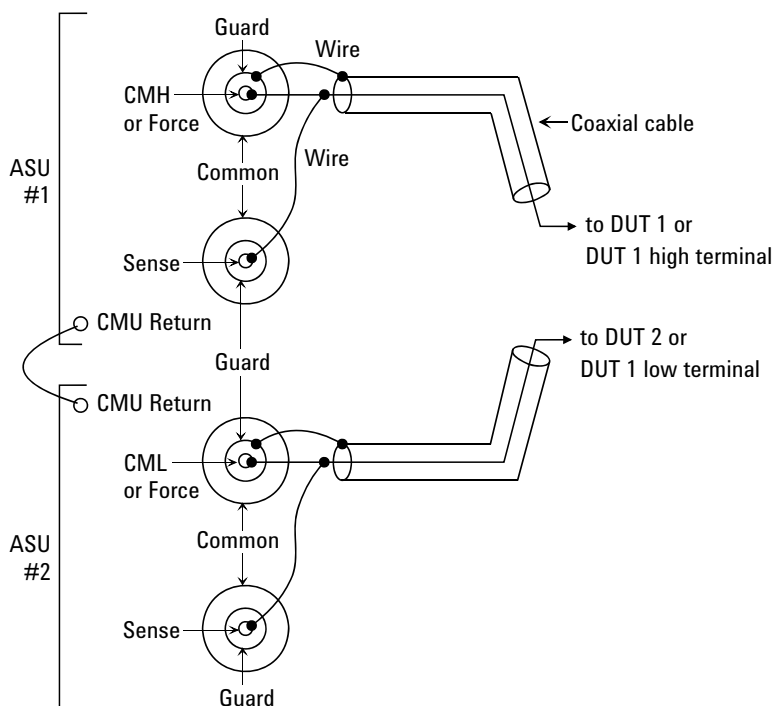 Guard
Wire
CMH
or Force
Coaxial cable
ASU
#1
Common
Wire
to DUT 1 or
DUT 1 high terminal
Sense
CMU Return
to DUT 2 or
DUT 1 low terminal
Guard
CMU Return
CML
or Force
ASU
#2
Common
Sense
Guard